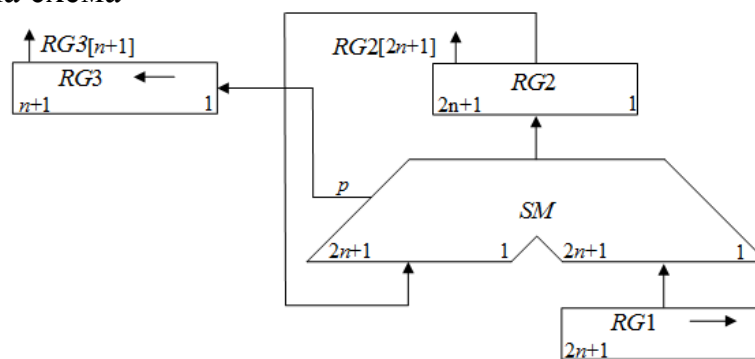 на схема
RG3[n+1]
RG2[2n+1]
RG3
n+1 1
RG2
2n+1 1
p
SM
2n+1 1 2n+1 1
RG1
2n+1